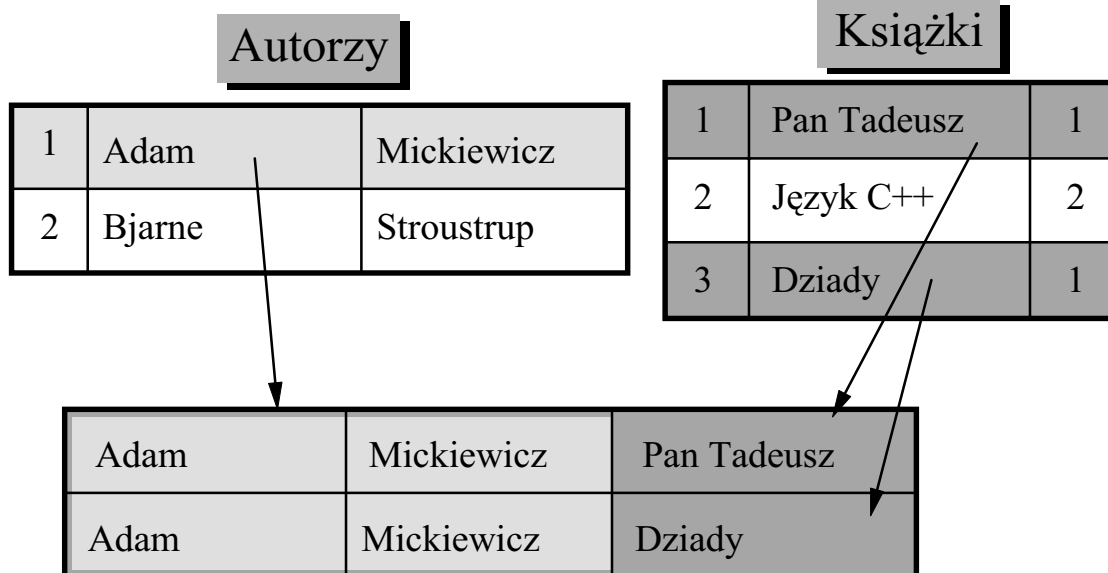 Autorzy
1 Adam Mickiewicz
2 Bjarne Stroustrup
Książki
1 Pan Tadeusz 1
2 Język C++ 2
3 Dziady 1
Adam Mickiewicz Pan Tadeusz
Adam Mickiewicz Dziady